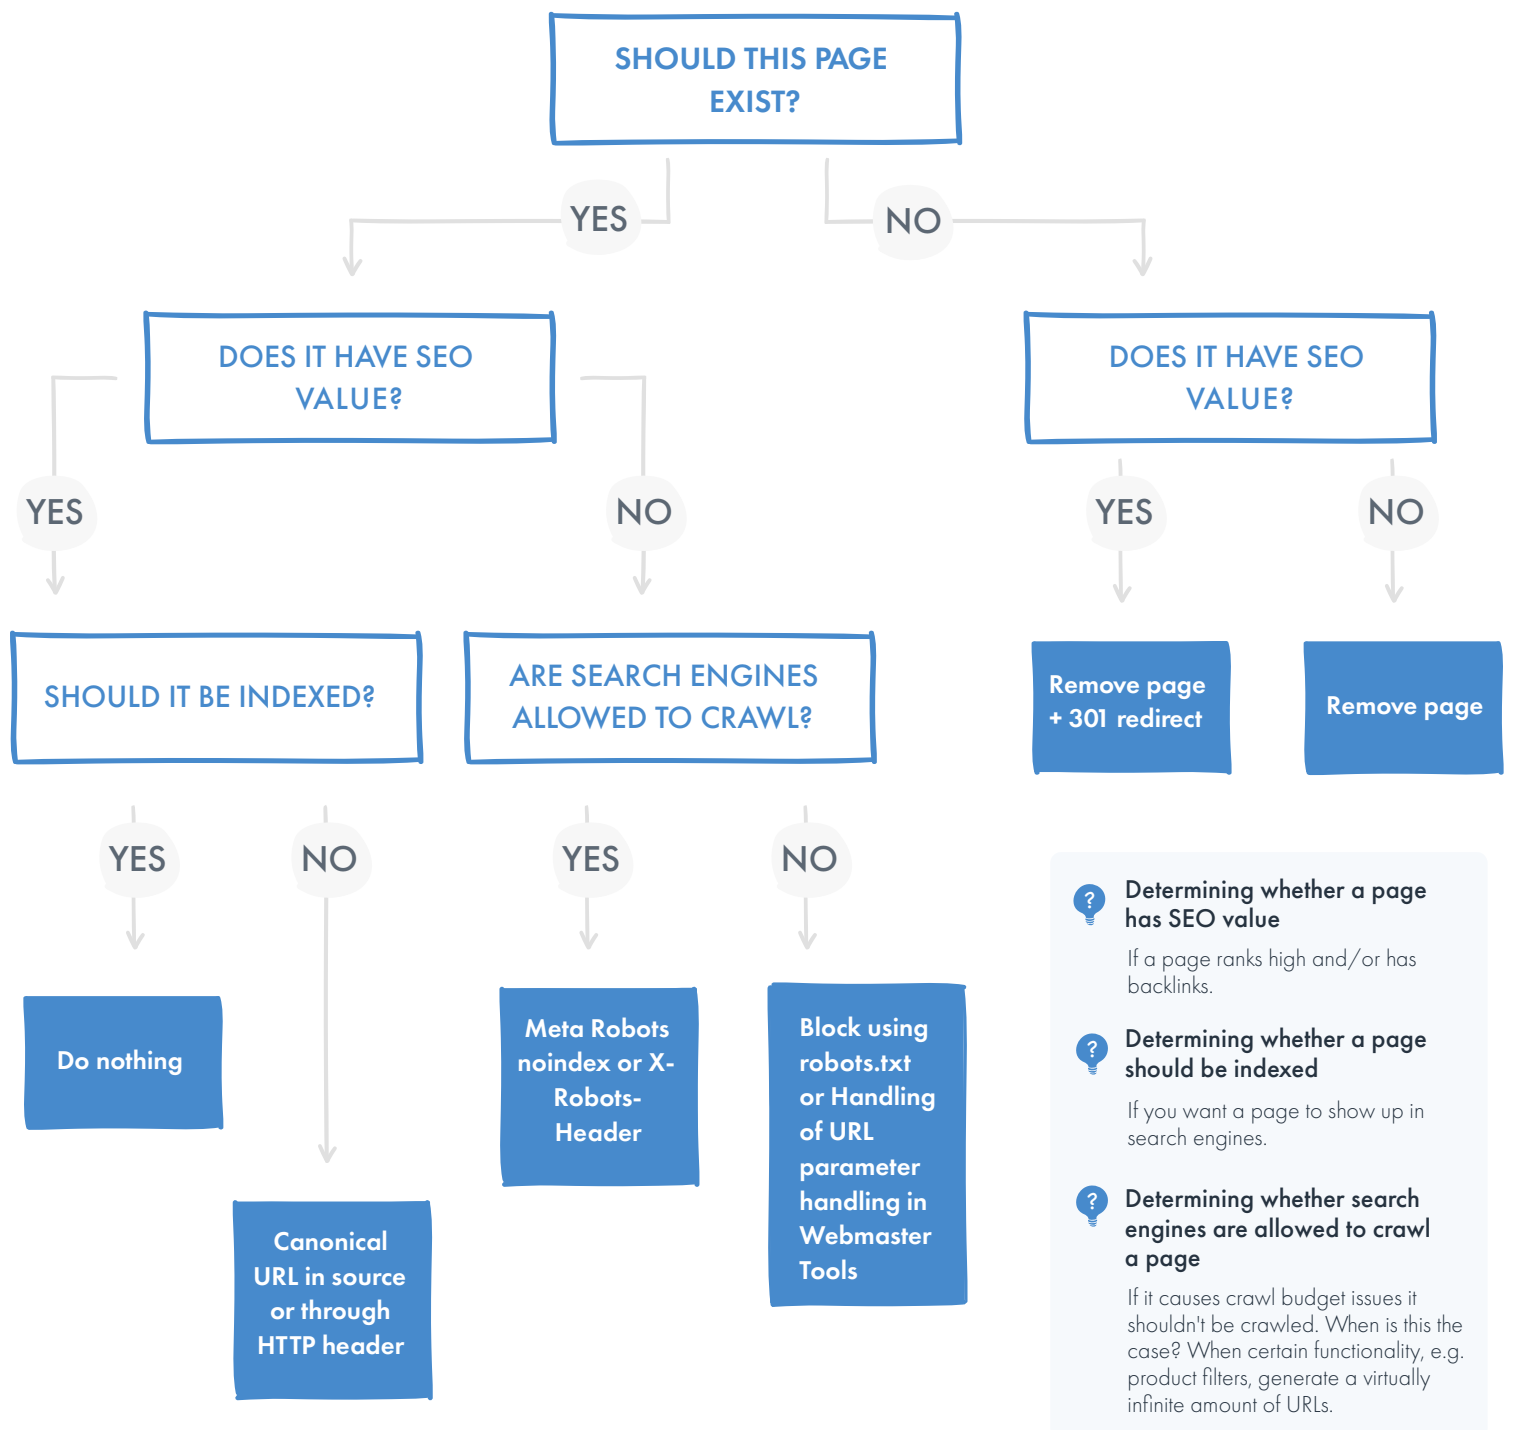 SHOULD THIS PAGE
EXIST?
YES
NO
DOES IT HAVE SEO
VALUE?
DOES IT HAVE SEO
VALUE?
YES
NO
YES
NO
SHOULD IT BE INDEXED?
ARE SEARCH ENGINES
ALLOWED TO CRAWL?
Remove page
+ 301 redirect
Remove page
YES
NO
YES
NO
Do nothing
Canonical
URL in source
or through
HTTP header
Meta Robots
noindex or X-
Robots-
Header
Block using
robots.txt
or Handling
of URL
parameter
handling in
Webmaster
Tools
?
Determining whether a page
has SEO value
If a page ranks high and/or has
backlinks.
?
Determining whether a page
should be indexed
If you want a page to show up in
search engines.
?
Determining whether search
engines are allowed to crawl
a page
If it causes crawl budget issues it
shouldn't be crawled. When is this the
case? When certain functionality, e.g.
product filters, generate a virtually
infinite amount of URLs.